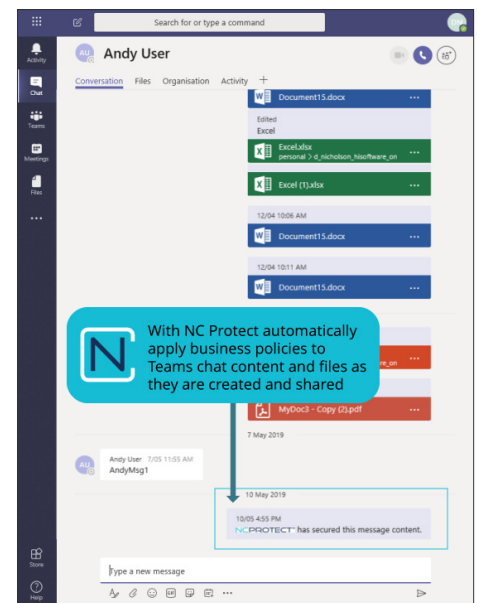 Search for or type a command
AU
Andy User
Conversation Files Organisation Activity
Activity
Chat
Teams
Meetings
Files
Document15.docx
Edited
Excel
Excel.xlsx
personal > d_nicholson_hisoftware_on
Excel (1).xlsx
12/04 10:06 AM
Document15.docx
12/04 10:11 AM
Document15.docx
N
With NC Protect automatically
apply business policies to
Teams chat content and files as
they are created and shared
re_on
MyDoc3 - Copy (2).pdf
7 May 2019
AU
Andy User 7/05 11:55 AM
AndyMsg1
10 May 2019
10/05 4:55 PM
NCPROTECT™ has secured this message content.
Type a new message
Store
Help